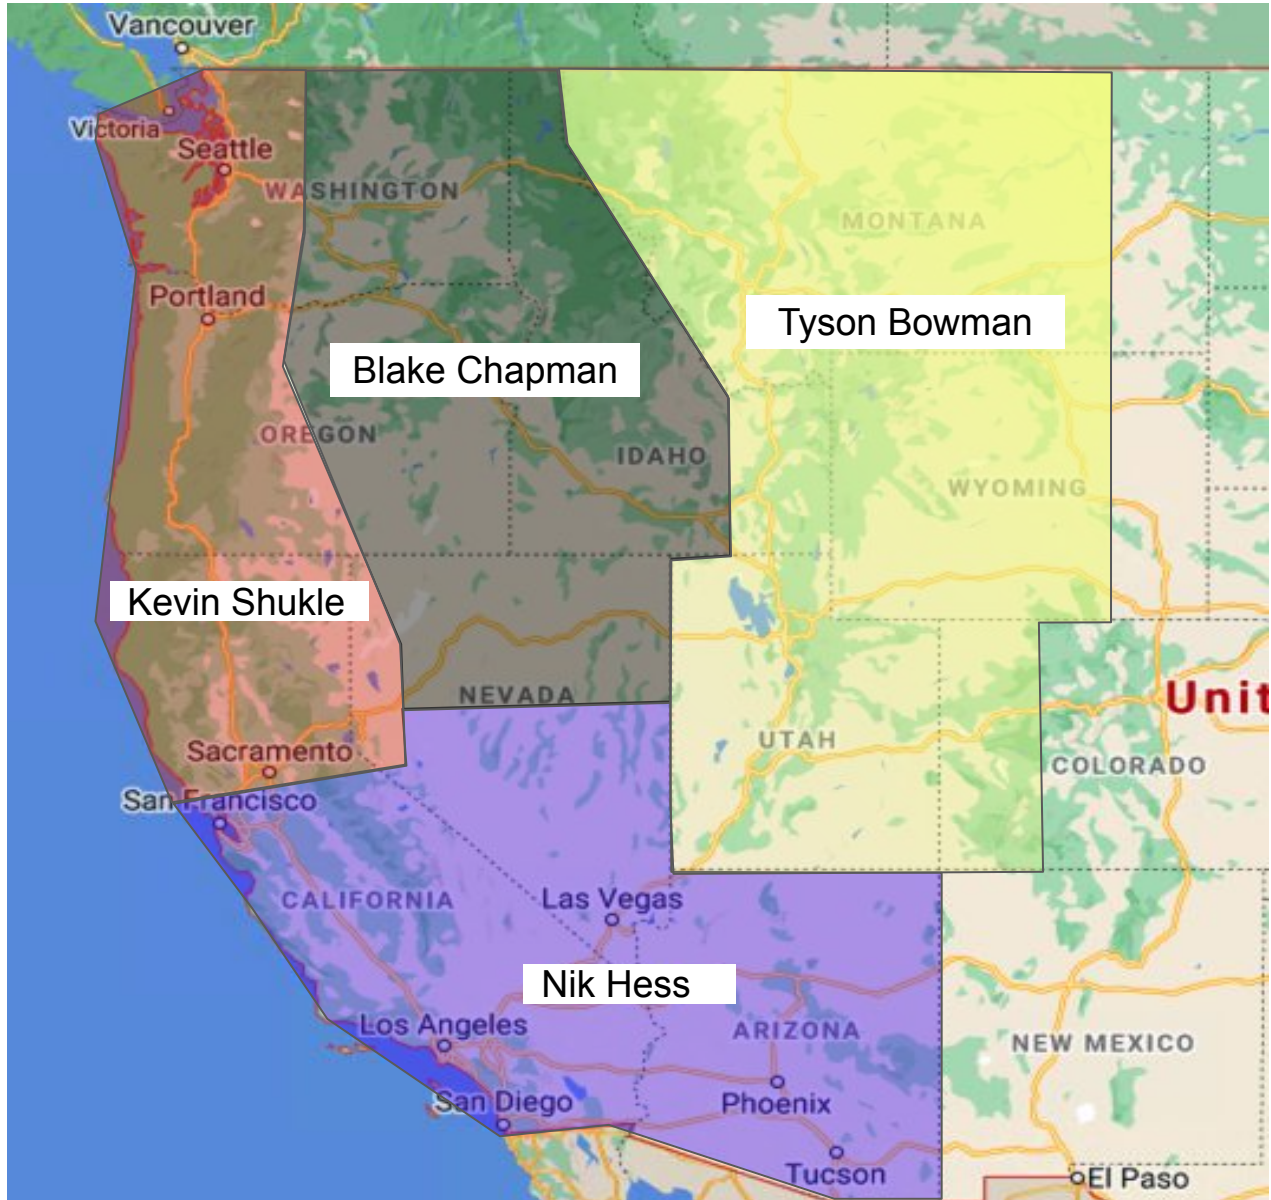 Vancouver
Victoria
Seattle
WASHINGTON
MONTANA
Portland
Tyson Bowman
Blake Chapman
OREGON
IDAHO
WYOMING
Kevin Shukle
NEVADA
Unit
UTAH
Sacramento
COLORADO
San Francisco
CALIFORNIA
Las Vegas
Nik Hess
Los Angeles
ARIZONA
NEW MEXICO
San Diego
Phoenix
Tucson
El Paso